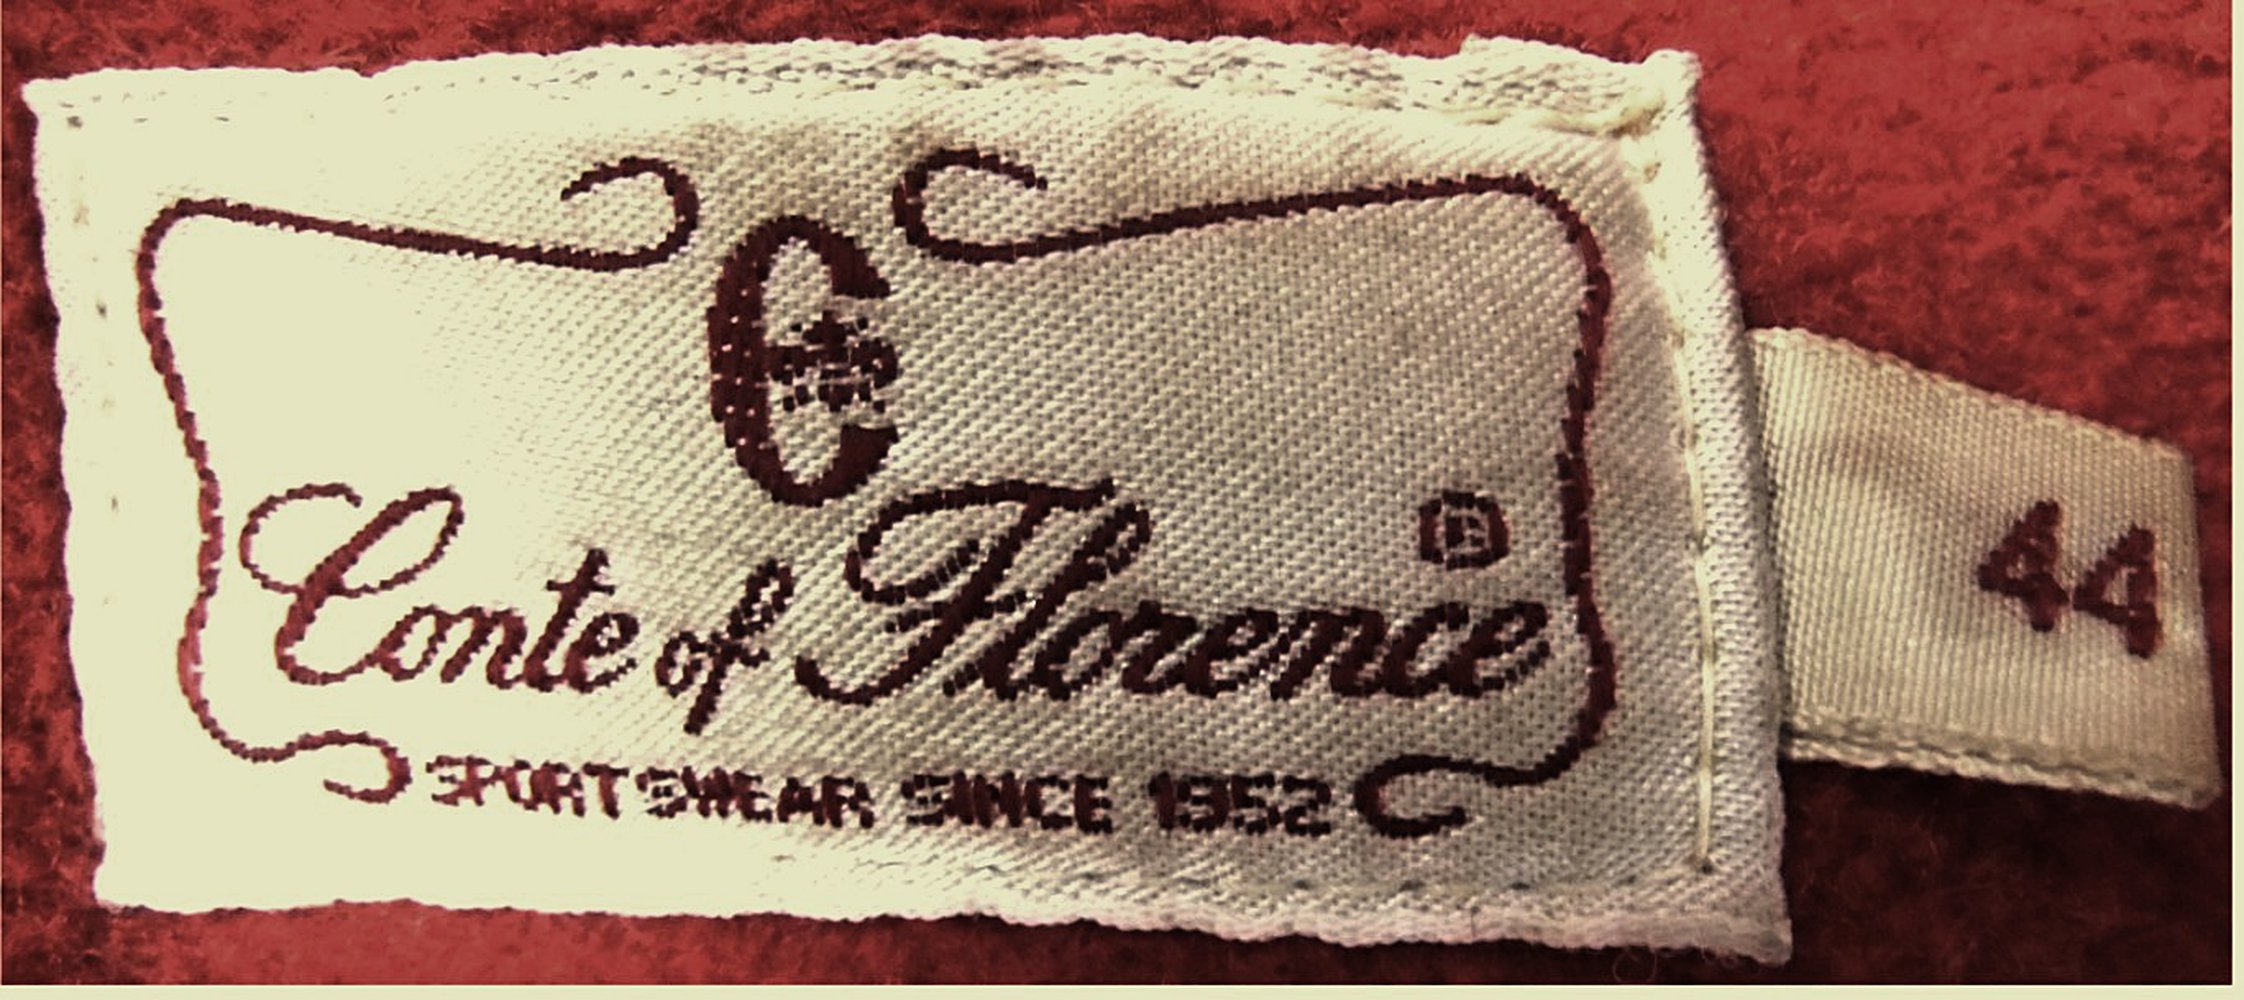 C
Conte of Florence ®
SPORTSWEAR SINCE 1952
44